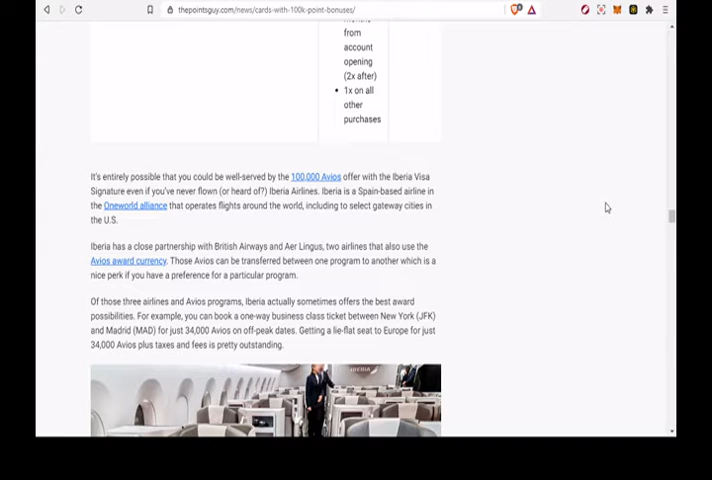 thepointsguy.com/news/cards-with-100k-point-bonuses/
from
account
opening
(2x after)
• 1x on all
other
purchases
It's entirely possible that you could be well-served by the 100,000 Avios offer with the Iberia Visa
Signature even if you've never flown (or heard of?) Iberia Airlines. Iberia is a Spain-based airline in
the Oneworld alliance that operates flights around the world, including to select gateway cities in
the U.S.
Iberia has a close partnership with British Airways and Aer Lingus, two airlines that also use the
Avios award currency. Those Avios can be transferred between one program to another which is a
nice perk if you have a preference for a particular program.
Of those three airlines and Avios programs, Iberia actually sometimes offers the best award
possibilities. For example, you can book a one-way business class ticket between New York (JFK)
and Madrid (MAD) for just 34,000 Avios on off-peak dates. Getting a lie-flat seat to Europe for just
34,000 Avios plus taxes and fees is pretty outstanding.
IBERIA